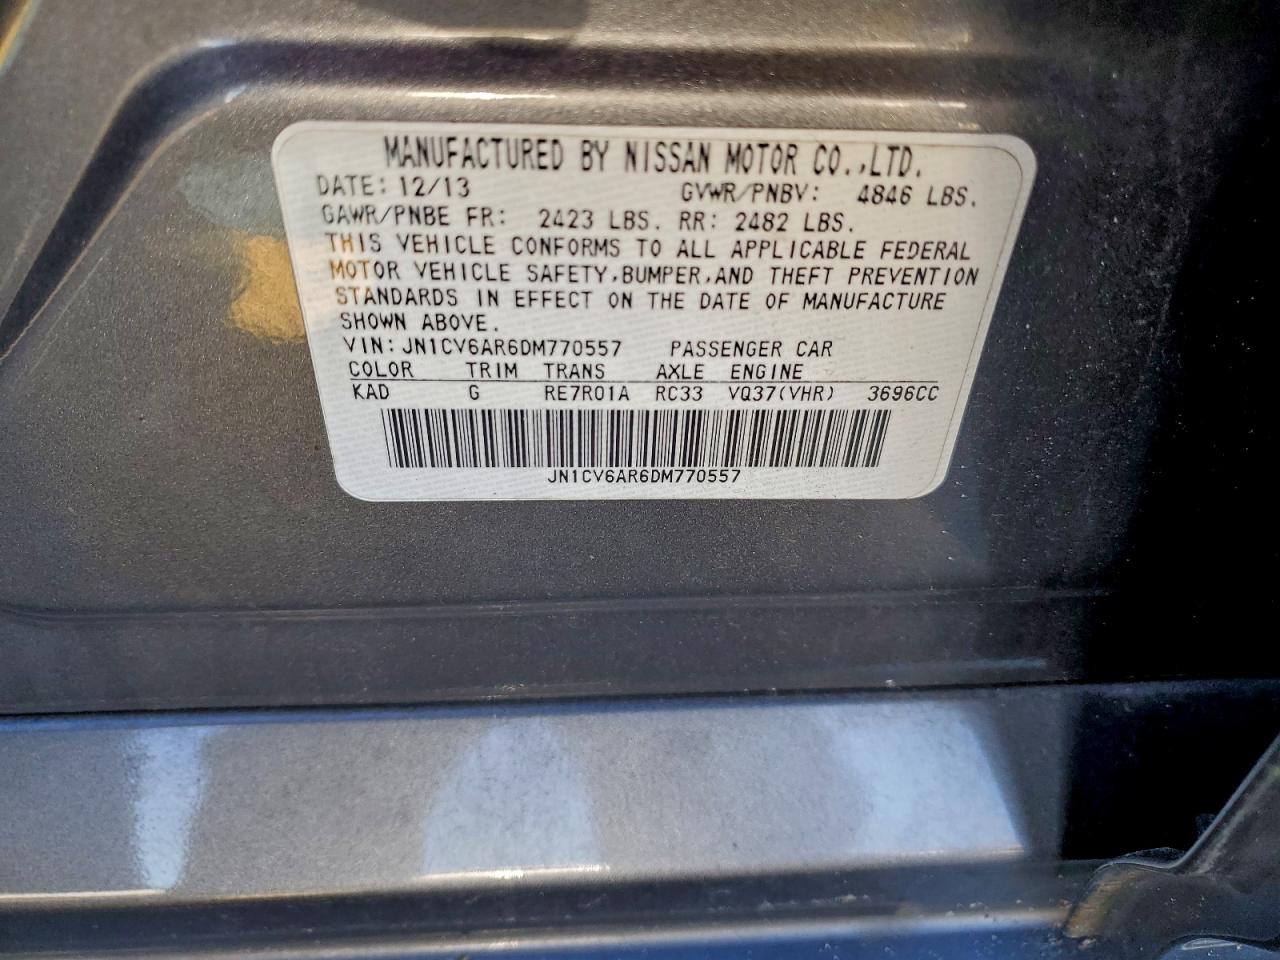 MANUFACTURED BY NISSAN MOTOR CO.,LTD.
DATE: 12/13 GVWR/PNBV: 4846 LBS.
GAWR/PNBE FR: 2423 LBS. RR: 2482 LBS.
THIS VEHICLE CONFORMS TO ALL APPLICABLE FEDERAL
MOTOR VEHICLE SAFETY,BUMPER,AND THEFT PREVENTION
STANDARDS IN EFFECT ON THE DATE OF MANUFACTURE
SHOWN ABOVE.
VIN: JN1CV6AR6DM770557 PASSENGER CAR
COLOR TRIM TRANS AXLE ENGINE
KAD G RE7R01A RC33 VQ37(VHR) 3696CC
JN1CV6AR6DM770557